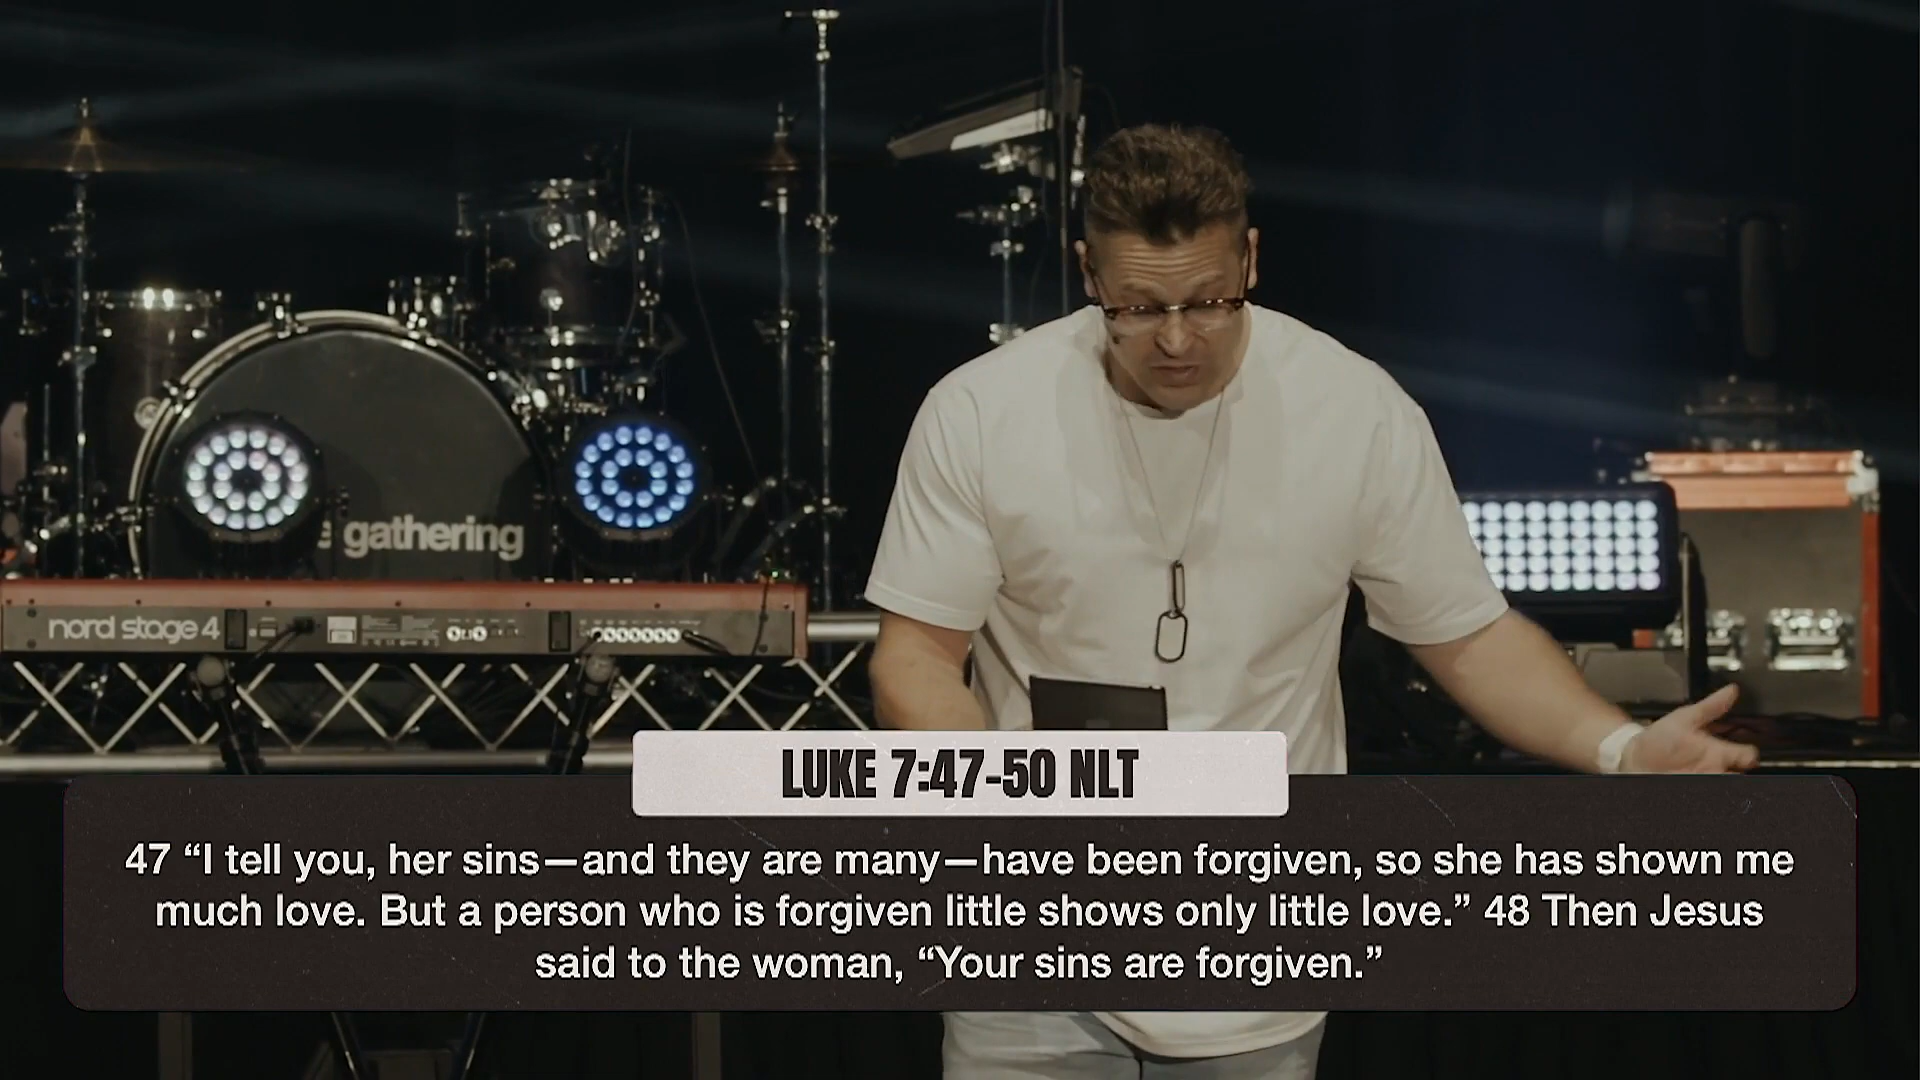 e gathering
nord stage 4
LUKE 7:47-50 NLT
47 “I tell you, her sins—and they are many—have been forgiven, so she has shown me
much love. But a person who is forgiven little shows only little love.” 48 Then Jesus
said to the woman, “Your sins are forgiven.”